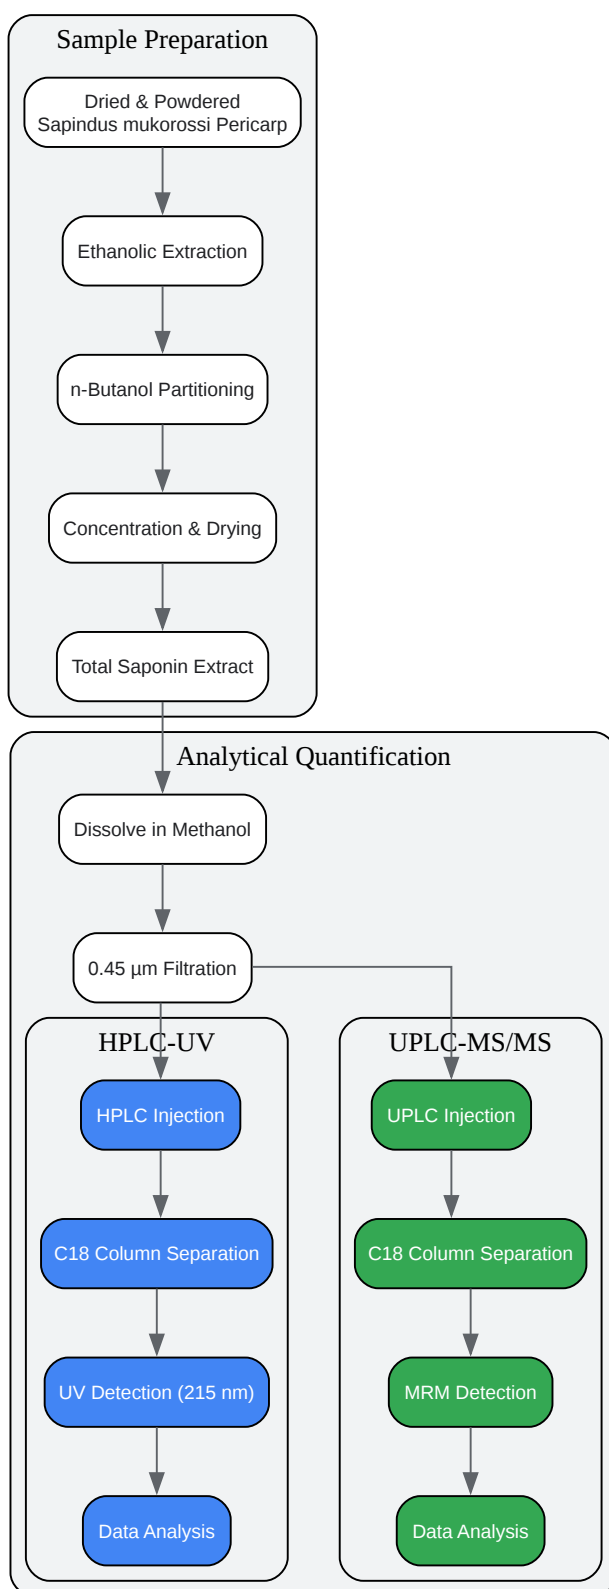 Sample Preparation
Dried & Powdered
Sapindus mukorossi Pericarp
Ethanolic Extraction
n-Butanol Partitioning
Concentration & Drying
Total Saponin Extract
Analytical Quantification
Dissolve in Methanol
0.45 µm Filtration
HPLC-UV
HPLC Injection
C18 Column Separation
UV Detection (215 nm)
Data Analysis
UPLC-MS/MS
UPLC Injection
C18 Column Separation
MRM Detection
Data Analysis